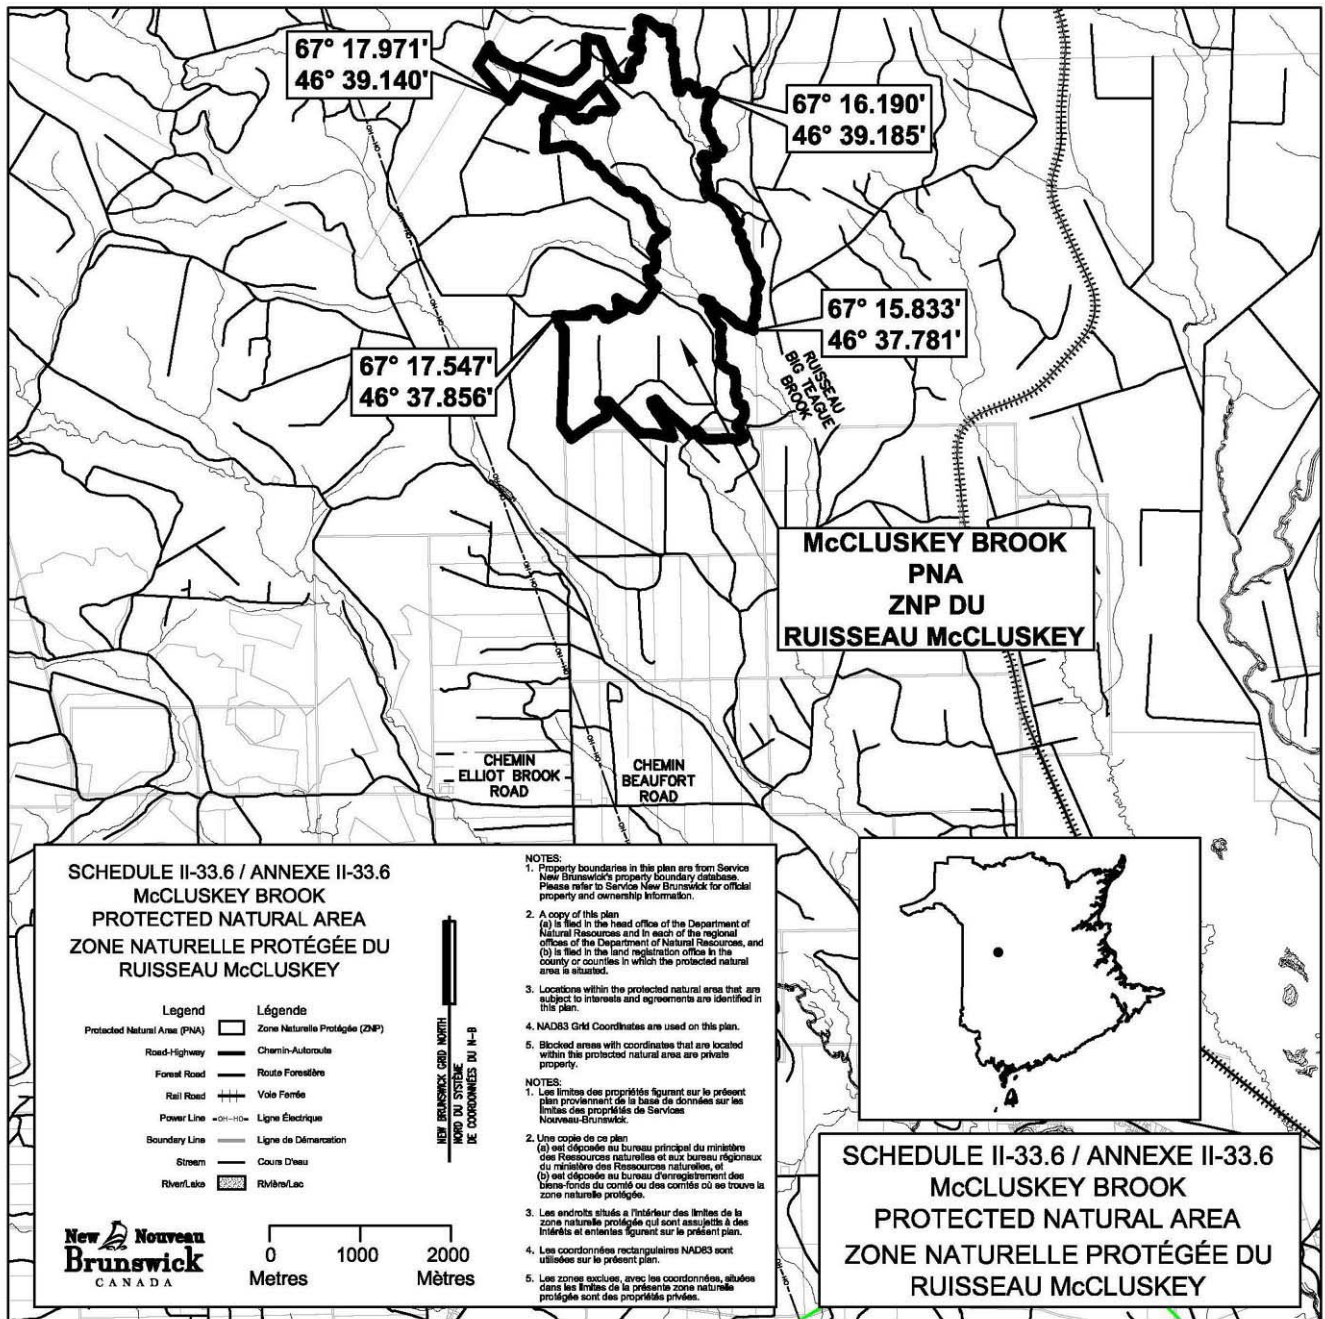 67° 17.971'
46° 39.140'
67° 16.190'
46° 39.185'
67° 15.833'
46° 37.781'
67° 17.547'
46° 37.856'
RUISSEAU
BIG TEAGUE
BROOK
McCLUSKEY BROOK
PNA
ZNP DU
RUISSEAU McCLUSKEY
CHEMIN
ELLIOT BROOK
ROAD
CHEMIN
BEAUFORT
ROAD
SCHEDULE II-33.6 / ANNEXE II-33.6
McCLUSKEY BROOK
PROTECTED NATURAL AREA
ZONE NATURELLE PROTÉGÉE DU
RUISSEAU McCLUSKEY
Legend Légende
Protected Natural Area (PNA) Zone Naturelle Protégée (ZNP)
Road-Highway Chemin-Autoroute
Forest Road Route Forestière
Rail Road Voie Ferrée
Power Line OH-HO Ligne Électrique
Boundary Line Ligne de Démarcation
Stream Cours D'eau
River/Lake Rivière/Lac
NEW BRUNSWICK GRID NORTH
NORD DU SYSTÈME
DE COORDONNÉES DU N-B
New Nouveau
Brunswick
CANADA
0 1000 2000
Metres Mètres
NOTES:
1. Property boundaries in this plan are from Service
New Brunswick's property boundary database.
Please refer to Service New Brunswick for official
property and ownership information.
2. A copy of this plan
(a) is filed in the head office of the Department of
Natural Resources and in each of the regional
offices of the Department of Natural Resources, and
(b) is filed in the land registration office in the
county or counties in which the protected natural
area is situated.
3. Locations within the protected natural area that are
subject to interests and agreements are identified in
this plan.
4. NAD83 Grid Coordinates are used on this plan.
5. Blocked areas with coordinates that are located
within this protected natural area are private
property.
NOTES:
1. Les limites des propriétés figurant sur le présent
plan proviennent de la base de données sur les
limites des propriétés de Services
Nouveau-Brunswick.
2. Une copie de ce plan
(a) est déposée au bureau principal du ministère
des Ressources naturelles et aux bureau régionaux
du ministère des Ressources naturelles, et
(b) est déposée au bureau d'enregistrement des
biens-fonds du comté ou des comtés où se trouve la
zone naturelle protégée.
3. Les endroits situés a l'intérieur des limites de la
zone naturelle protégée qui sont assujettis à des
intérêts et ententes figurent sur le présent plan.
4. Les coordonnées rectangulaires NAD83 sont
utilisées sur le présent plan.
5. Les zones exclues, avec les coordonnées, situées
dans les limites de la présente zone naturelle
protégée sont des propriétés privées.
SCHEDULE II-33.6 / ANNEXE II-33.6
McCLUSKEY BROOK
PROTECTED NATURAL AREA
ZONE NATURELLE PROTÉGÉE DU
RUISSEAU McCLUSKEY